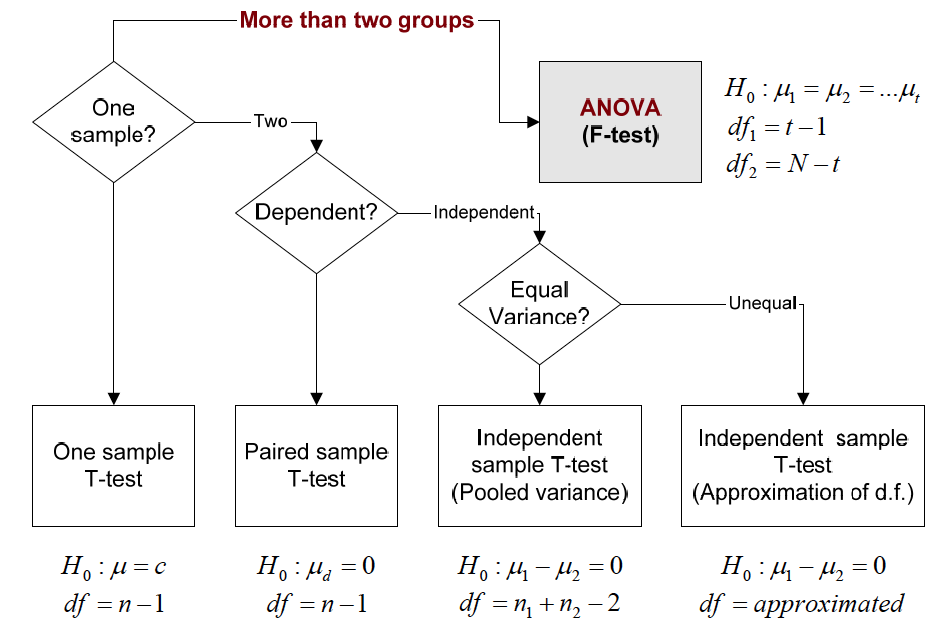 More than two groups
One
sample?
Two
ANOVA
(F-test)
H₀ : μ₁ = μ₂ = ...μₜ
df₁ = t − 1
df₂ = N − t
Dependent?
Independent
Equal
Variance?
Unequal
One sample
T-test
Paired sample
T-test
Independent
sample T-test
(Pooled variance)
Independent sample
T-test
(Approximation of d.f.)
H₀ : μ = c
df = n − 1
H₀ : μ_d = 0
df = n − 1
H₀ : μ₁ − μ₂ = 0
df = n₁ + n₂ − 2
H₀ : μ₁ − μ₂ = 0
df = approximated